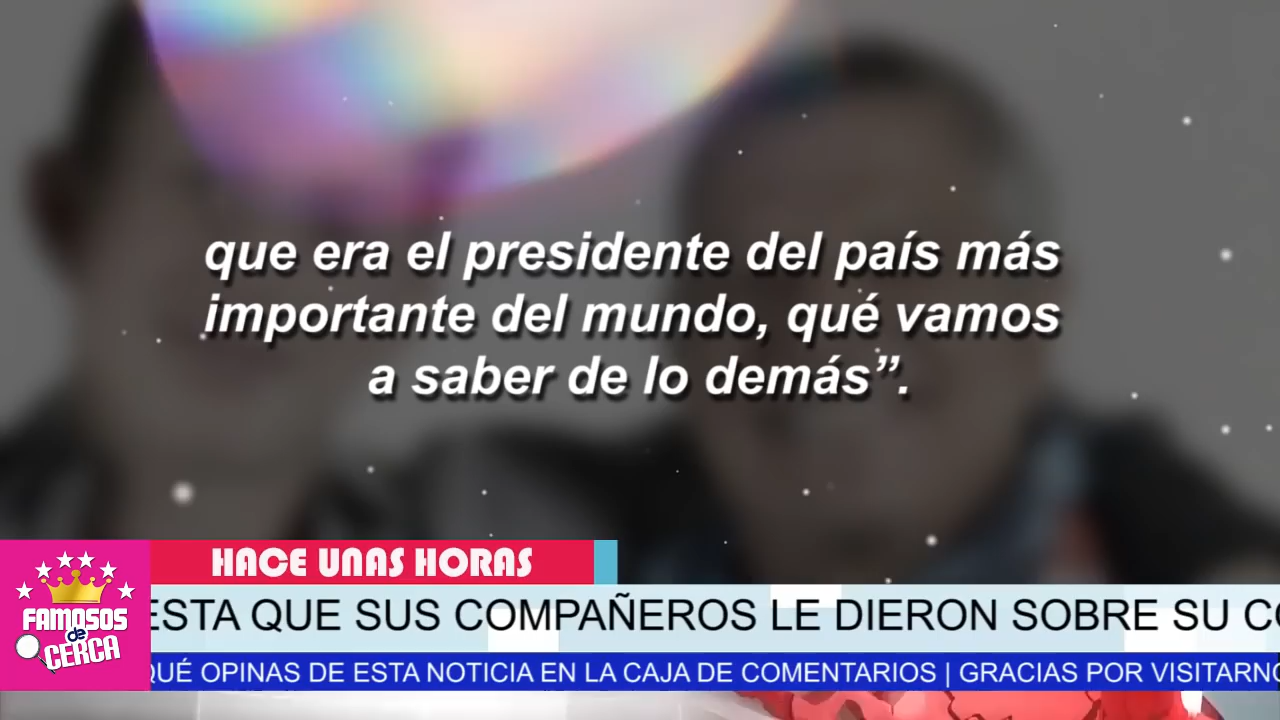 que era el presidente del país más
importante del mundo, qué vamos
a saber de lo demás”.
HACE UNAS HORAS
FAMOSOS
de
CERCA
ESTA QUE SUS COMPAÑEROS LE DIERON SOBRE SU CO
QUÉ OPINAS DE ESTA NOTICIA EN LA CAJA DE COMENTARIOS | GRACIAS POR VISITARNO